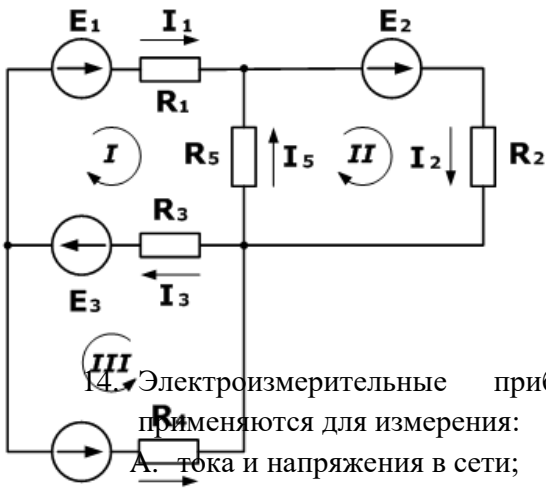 E₁ I₁ E₂
R₁
I R₅ I₅ II I₂ R₂
R₃
I₃
E₃
III
14. Электроизмерительные
R₄
применяются для измерения:
А. тока и напряжения в сети;